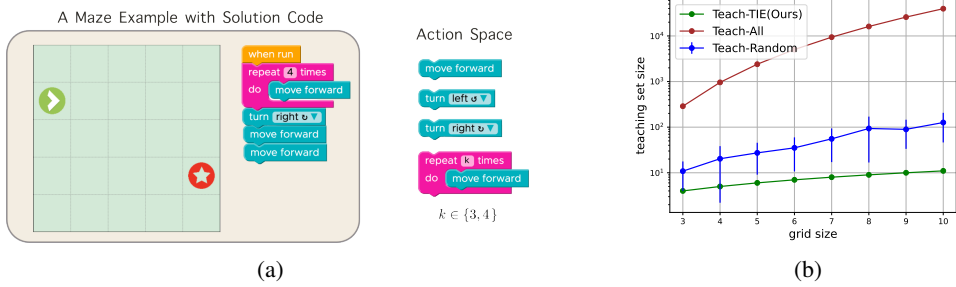 A Maze Example with Solution Code
when run
repeat 4 times
do move forward
turn right ↻ ▼
move forward
move forward
Action Space
move forward
turn left ↺ ▼
turn right ↻ ▼
repeat k times
do move forward
k ∈ {3, 4}
(a)
Teach-TIE(Ours)
Teach-All
Teach-Random
teaching set size
10⁴
10³
10²
10¹
3 4 5 6 7 8 9 10
grid size
(b)